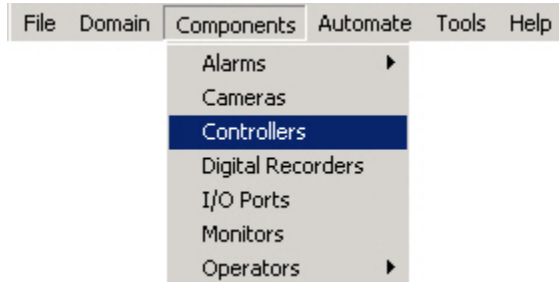 File Domain Components Automate Tools Help
Alarms
Cameras
Controllers
Digital Recorders
I/O Ports
Monitors
Operators